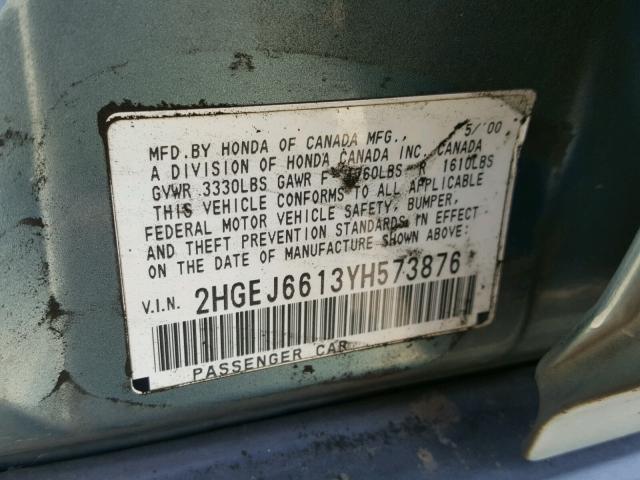 MFD.BY HONDA OF CANADA MFG., 5/'00
A DIVISION OF HONDA CANADA INC, CANADA
GVWR 3330LBS GAWR F 1760LBS R 1610LBS
THIS VEHICLE CONFORMS TO ALL APPLICABLE
FEDERAL MOTOR VEHICLE SAFETY, BUMPER,
AND THEFT PREVENTION STANDARDS IN EFFECT
ON THE DATE OF MANUFACTURE SHOWN ABOVE:
V.I.N. 2HGEJ6613YH573876
PASSENGER CAR